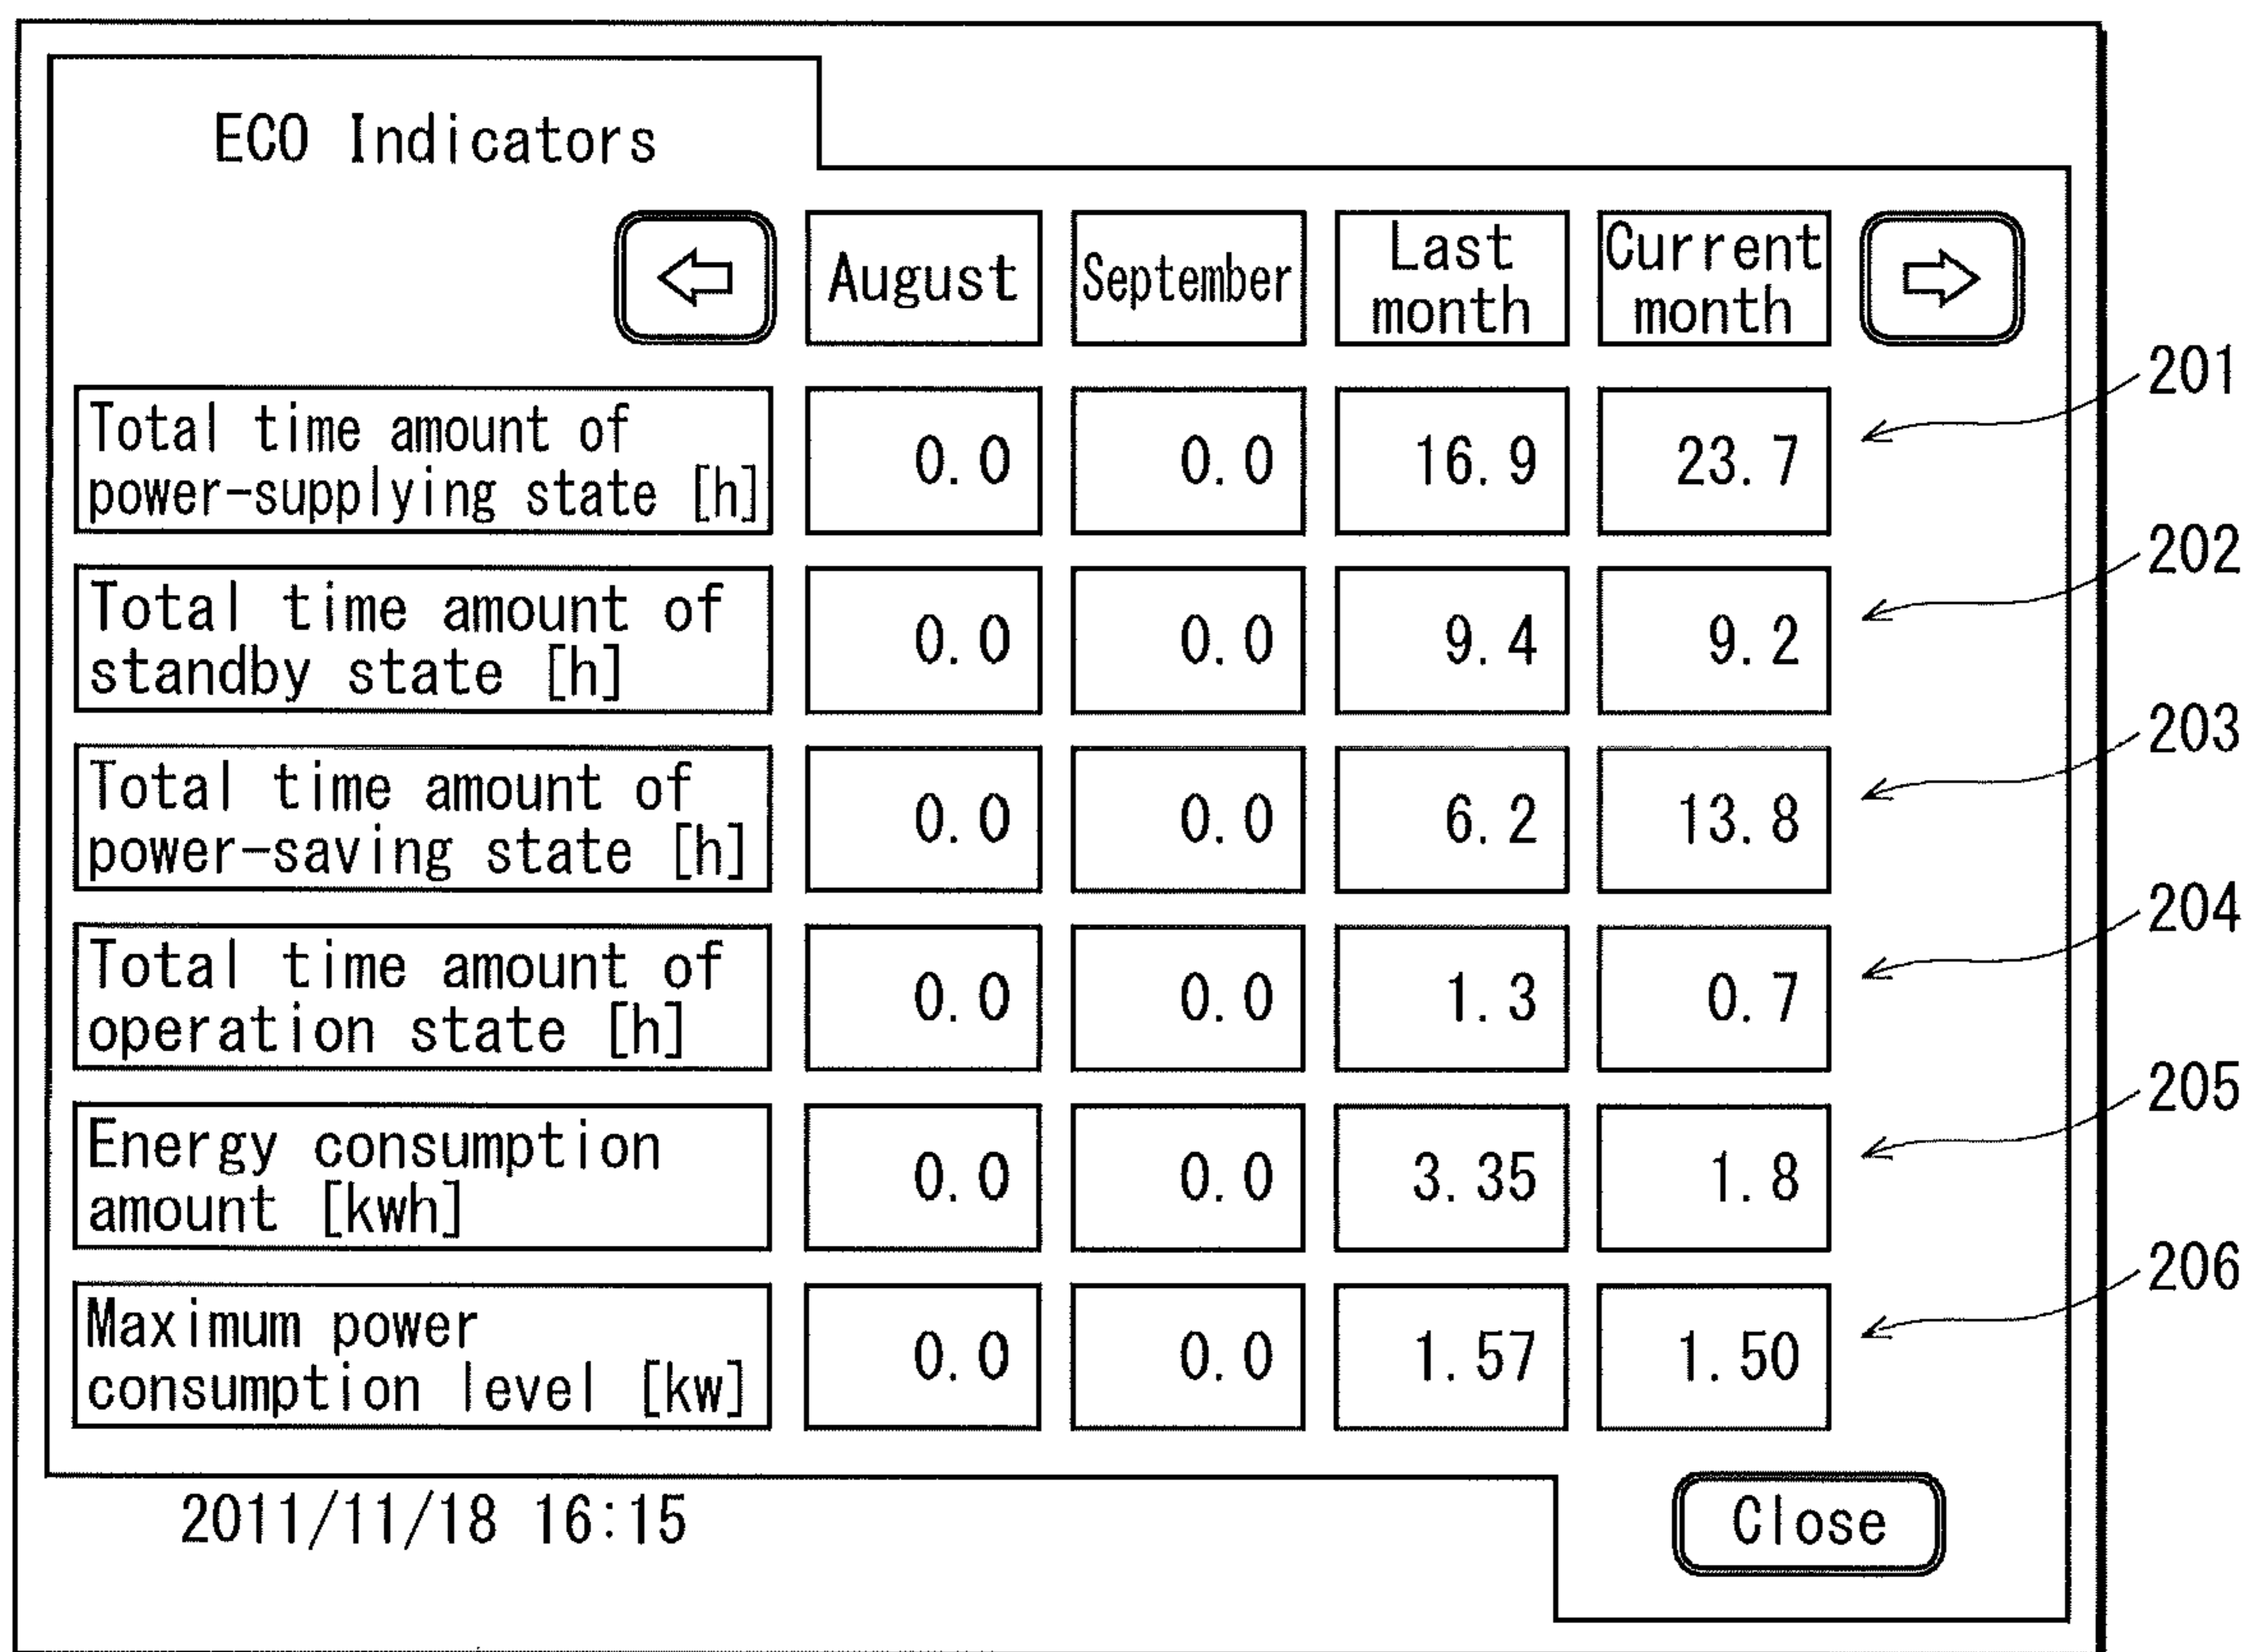 ECO Indicators
August
September
Last
month
Current
month
201
Total time amount of
power-supplying state [h]
0.0
0.0
16.9
23.7
202
Total time amount of
standby state [h]
0.0
0.0
9.4
9.2
203
Total time amount of
power-saving state [h]
0.0
0.0
6.2
13.8
204
Total time amount of
operation state [h]
0.0
0.0
1.3
0.7
205
Energy consumption
amount [kwh]
0.0
0.0
3.35
1.8
206
Maximum power
consumption level [kw]
0.0
0.0
1.57
1.50
2011/11/18 16:15
Close